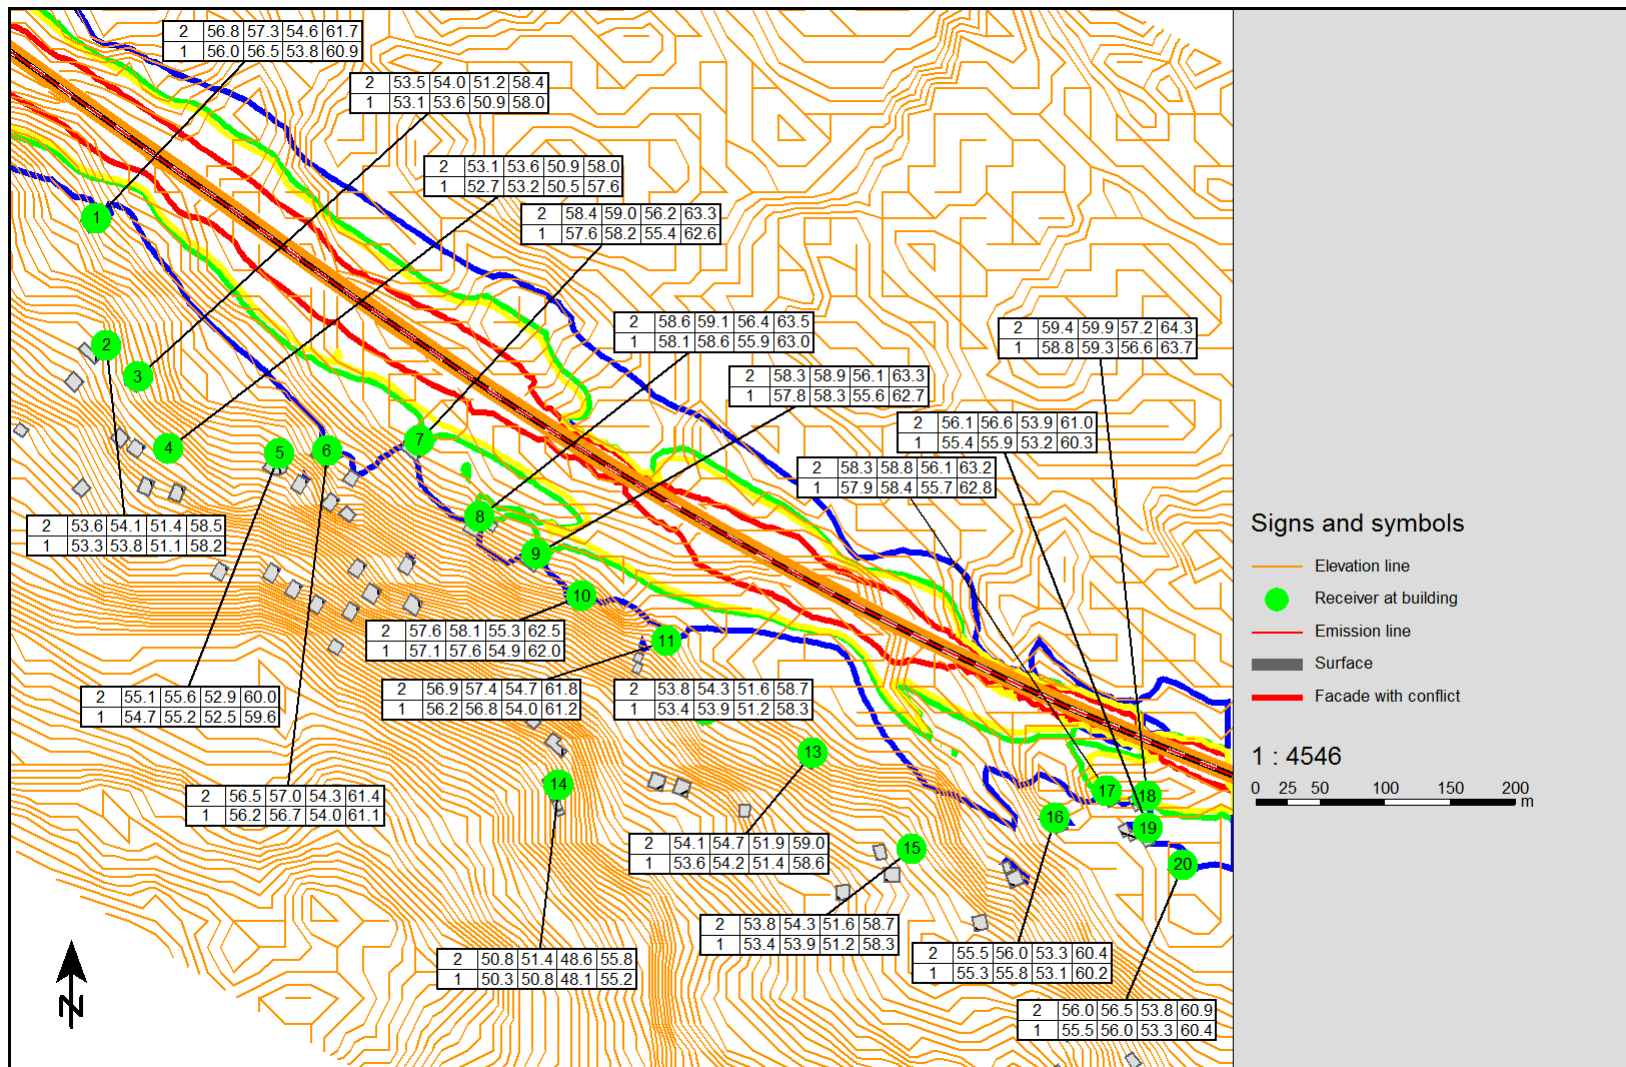 2 56.8 57.3 54.6 61.7
1 56.0 56.5 53.8 60.9
2 53.5 54.0 51.2 58.4
1 53.1 53.6 50.9 58.0
2 53.1 53.6 50.9 58.0
1 52.7 53.2 50.5 57.6
2 58.4 59.0 56.2 63.3
1 57.6 58.2 55.4 62.6
2 58.6 59.1 56.4 63.5
1 58.1 58.6 55.9 63.0
2 59.4 59.9 57.2 64.3
1 58.8 59.3 56.6 63.7
2 58.3 58.9 56.1 63.3
1 57.8 58.3 55.6 62.7
2 56.1 56.6 53.9 61.0
1 55.4 55.9 53.2 60.3
2 58.3 58.8 56.1 63.2
1 57.9 58.4 55.7 62.8
1
2
3
4
5
6
7
8
9
10
11
13
14
15
16
17
18
19
20
2 53.6 54.1 51.4 58.5
1 53.3 53.8 51.1 58.2
2 57.6 58.1 55.3 62.5
1 57.1 57.6 54.9 62.0
2 55.1 55.6 52.9 60.0
1 54.7 55.2 52.5 59.6
2 56.9 57.4 54.7 61.8
1 56.2 56.8 54.0 61.2
2 53.8 54.3 51.6 58.7
1 53.4 53.9 51.2 58.3
2 56.5 57.0 54.3 61.4
1 56.2 56.7 54.0 61.1
2 54.1 54.7 51.9 59.0
1 53.6 54.2 51.4 58.6
2 53.8 54.3 51.6 58.7
1 53.4 53.9 51.2 58.3
2 50.8 51.4 48.6 55.8
1 50.3 50.8 48.1 55.2
2 55.5 56.0 53.3 60.4
1 55.3 55.8 53.1 60.2
2 56.0 56.5 53.8 60.9
1 55.5 56.0 53.3 60.4
N
Signs and symbols
Elevation line
Receiver at building
Emission line
Surface
Facade with conflict
1 : 4546
0 25 50 100 150 200
m